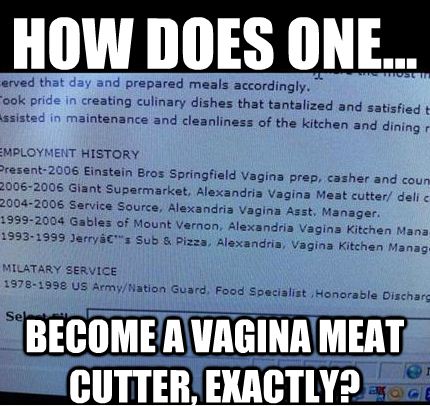 HOW DOES ONE...
erved that day and prepared meals accordingly.
ook pride in creating culinary dishes that tantalized and satisfied t
ssisted in maintenance and cleanliness of the kitchen and dining r
EMPLOYMENT HISTORY
Present-2006 Einstein Bros Springfield Vagina prep, casher and coun
2006-2006 Giant Supermarket, Alexandria Vagina Meat cutter/ deli c
2004-2006 Service Source, Alexandria Vagina Asst. Manager.
1999-2004 Gables of Mount Vernon, Alexandria Vagina Kitchen Mana
1993-1999 Jerry’s Sub & Pizza, Alexandria, Vagina Kitchen Manag
MILATARY SERVICE
1978-1998 US Army/Nation Guard, Food Specialist ,Honorable Discharg
BECOME A VAGINA MEAT
CUTTER, EXACTLY?